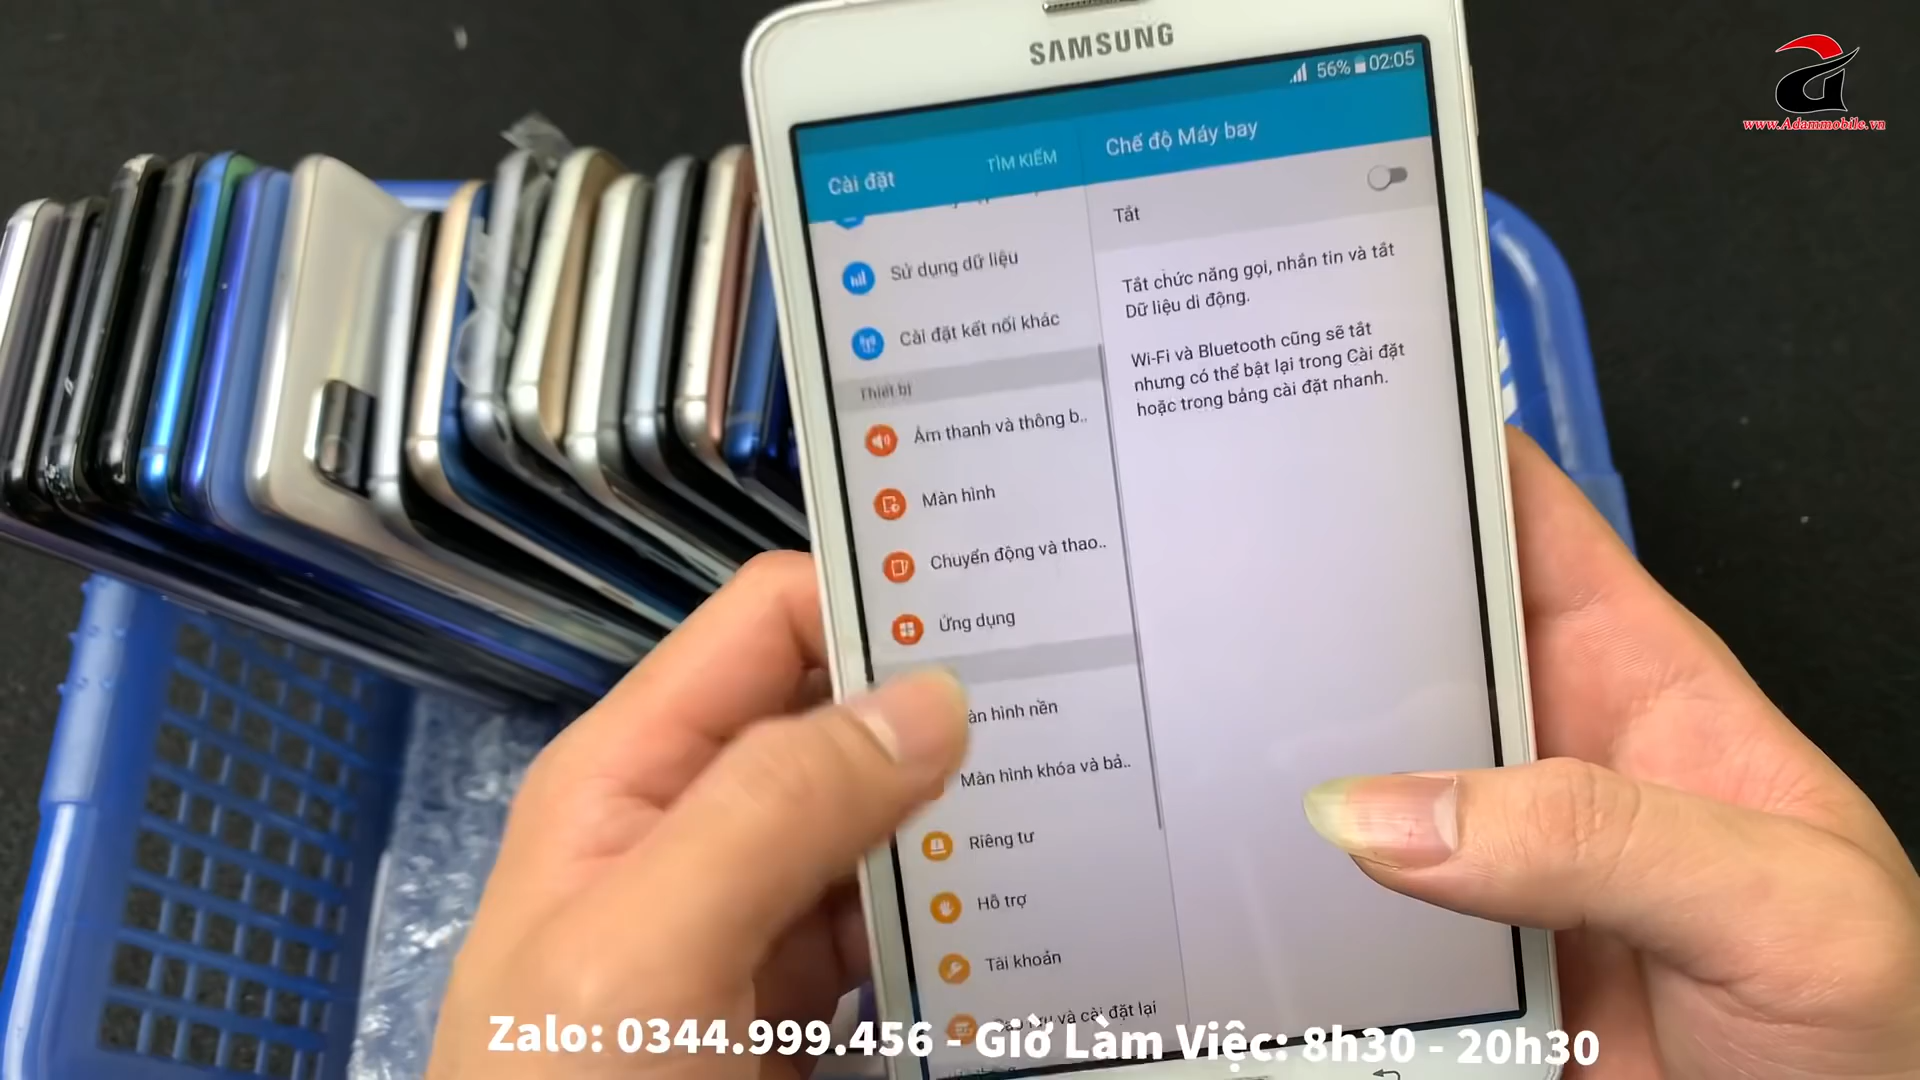 SAMSUNG
56% 02:05
Cài đặt
TÌM KIẾM
Chế độ Máy bay
Sử dụng dữ liệu
Cài đặt kết nối khác
Thiết bị
Âm thanh và thông b..
Màn hình
Chuyển động và thao..
Ứng dụng
àn hình nền
Màn hình khóa và bả..
Riêng tư
Hỗ trợ
Tài khoản
và cài đặt lại
Tắt
Tắt chức năng gọi, nhắn tin và tắt
Dữ liệu di động.
Wi-Fi và Bluetooth cũng sẽ tắt
nhưng có thể bật lại trong Cài đặt
hoặc trong bảng cài đặt nhanh.
www.Adammobile.vn
Zalo: 0344.999.456 - Giờ Làm Việc: 8h30 - 20h30